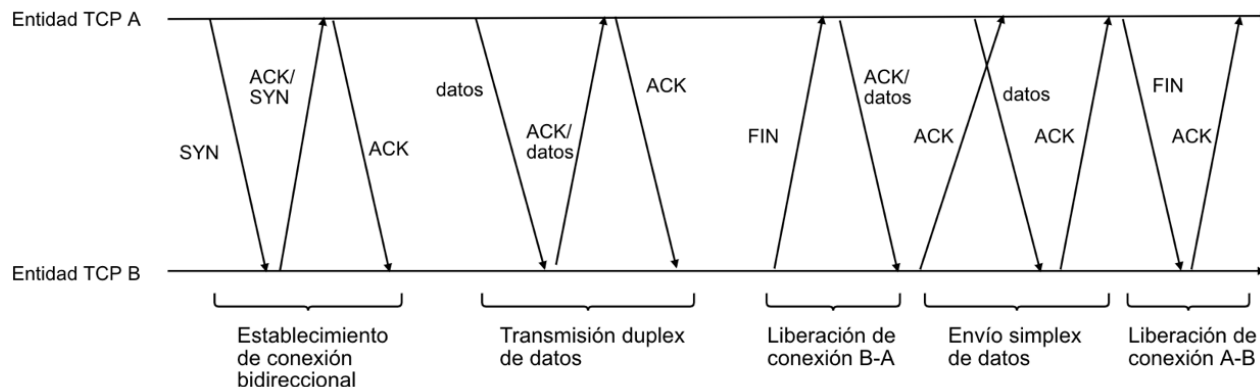 Entidad TCP A
ACK/
SYN
SYN
ACK
datos
ACK/
datos
ACK
FIN
ACK/
datos
ACK
datos
ACK
FIN
ACK
Entidad TCP B
Establecimiento
de conexión
bidireccional
Transmisión duplex
de datos
Liberación de
conexión B-A
Envío simplex
de datos
Liberación de
conexión A-B